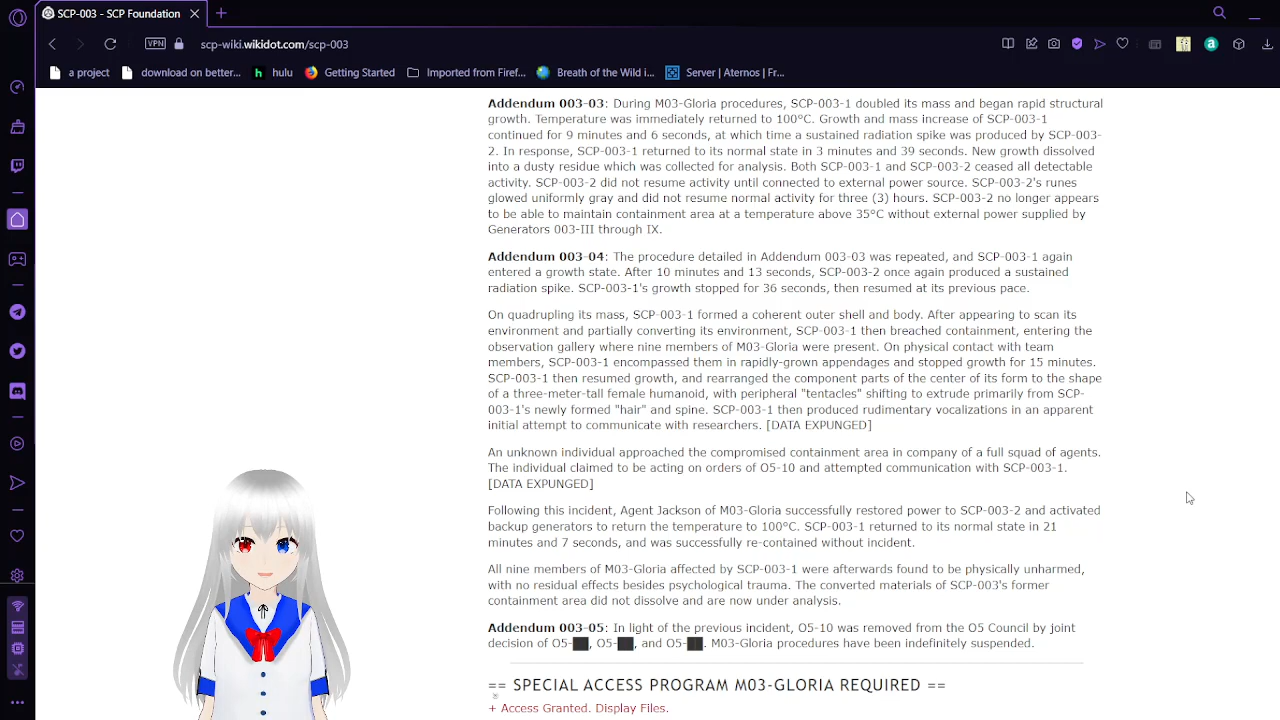 SCP-003 - SCP Foundation
VPN
scp-wiki.wikidot.com/scp-003
a project
download on better...
hulu
Getting Started
Imported from Firef...
Breath of the Wild i...
Server | Aternos | Fr...
Addendum 003-03: During M03-Gloria procedures, SCP-003-1 doubled its mass and began rapid structural
growth. Temperature was immediately returned to 100°C. Growth and mass increase of SCP-003-1
continued for 9 minutes and 6 seconds, at which time a sustained radiation spike was produced by SCP-003-
2. In response, SCP-003-1 returned to its normal state in 3 minutes and 39 seconds. New growth dissolved
into a dusty residue which was collected for analysis. Both SCP-003-1 and SCP-003-2 ceased all detectable
activity. SCP-003-2 did not resume activity until connected to external power source. SCP-003-2's runes
glowed uniformly gray and did not resume normal activity for three (3) hours. SCP-003-2 no longer appears
to be able to maintain containment area at a temperature above 35°C without external power supplied by
Generators 003-III through IX.
Addendum 003-04: The procedure detailed in Addendum 003-03 was repeated, and SCP-003-1 again
entered a growth state. After 10 minutes and 13 seconds, SCP-003-2 once again produced a sustained
radiation spike. SCP-003-1's growth stopped for 36 seconds, then resumed at its previous pace.
On quadrupling its mass, SCP-003-1 formed a coherent outer shell and body. After appearing to scan its
environment and partially converting its environment, SCP-003-1 then breached containment, entering the
observation gallery where nine members of M03-Gloria were present. On physical contact with team
members, SCP-003-1 encompassed them in rapidly-grown appendages and stopped growth for 15 minutes.
SCP-003-1 then resumed growth, and rearranged the component parts of the center of its form to the shape
of a three-meter-tall female humanoid, with peripheral "tentacles" shifting to extrude primarily from SCP-
003-1's newly formed "hair" and spine. SCP-003-1 then produced rudimentary vocalizations in an apparent
initial attempt to communicate with researchers. [DATA EXPUNGED]
An unknown individual approached the compromised containment area in company of a full squad of agents.
The individual claimed to be acting on orders of O5-10 and attempted communication with SCP-003-1.
[DATA EXPUNGED]
Following this incident, Agent Jackson of M03-Gloria successfully restored power to SCP-003-2 and activated
backup generators to return the temperature to 100°C. SCP-003-1 returned to its normal state in 21
minutes and 7 seconds, and was successfully re-contained without incident.
All nine members of M03-Gloria affected by SCP-003-1 were afterwards found to be physically unharmed,
with no residual effects besides psychological trauma. The converted materials of SCP-003's former
containment area did not dissolve and are now under analysis.
Addendum 003-05: In light of the previous incident, O5-10 was removed from the O5 Council by joint
decision of O5-██, O5-██, and O5-██. M03-Gloria procedures have been indefinitely suspended.
== SPECIAL ACCESS PROGRAM M03-GLORIA REQUIRED ==
+ Access Granted. Display Files.